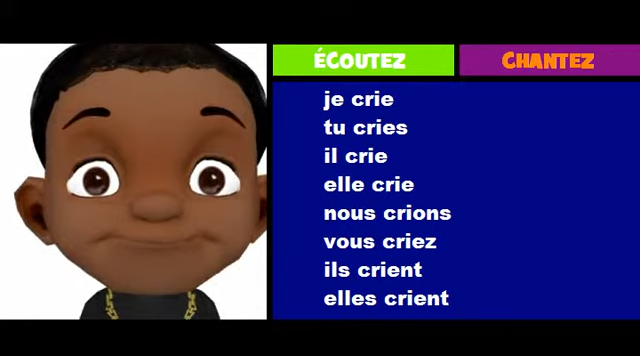 ÉCOUTEZ CHANTEZ
je crie
tu cries
il crie
elle crie
nous crions
vous criez
ils crient
elles crient